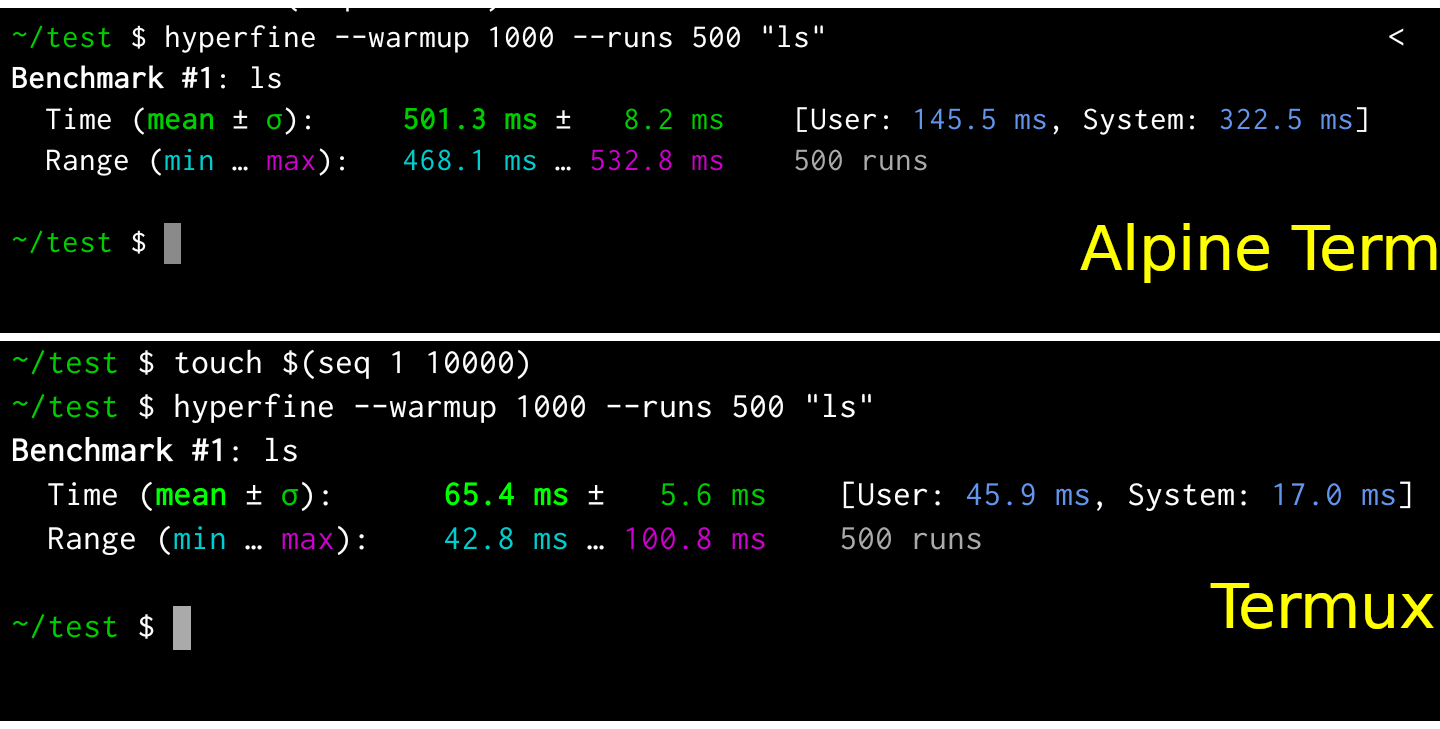 ~/test $ hyperfine --warmup 1000 --runs 500 "ls" <
Benchmark #1: ls
Time (mean ± σ): 501.3 ms ± 8.2 ms [User: 145.5 ms, System: 322.5 ms]
Range (min … max): 468.1 ms … 532.8 ms 500 runs
~/test $
Alpine Term
~/test $ touch $(seq 1 10000)
~/test $ hyperfine --warmup 1000 --runs 500 "ls"
Benchmark #1: ls
Time (mean ± σ): 65.4 ms ± 5.6 ms [User: 45.9 ms, System: 17.0 ms]
Range (min … max): 42.8 ms … 100.8 ms 500 runs
Termux
~/test $